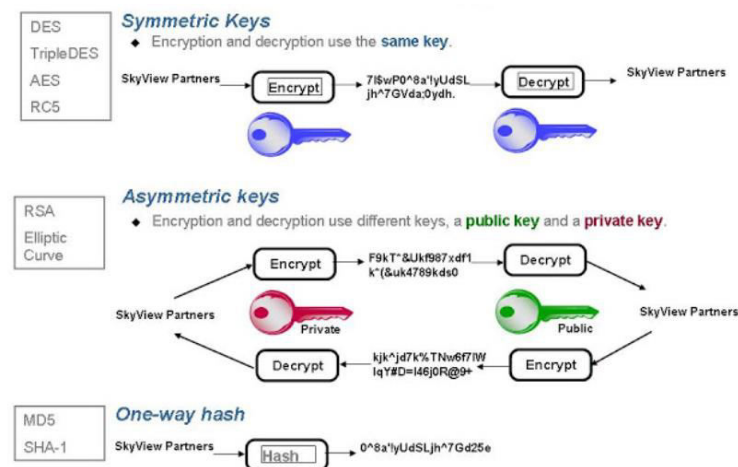 DES
TripleDES
AES
RC5
Symmetric Keys
◆ Encryption and decryption use the same key.
SkyView Partners
Encrypt
7!$wP0^8a'lyUdSL
jh^7GVda;0ydh.
Decrypt
SkyView Partners
RSA
Elliptic
Curve
Asymmetric keys
◆ Encryption and decryption use different keys, a public key and a private key.
Encrypt
F9kT*&Ukf987xdf1
k*(&uk4789kds0
Decrypt
SkyView Partners
Private
Public
SkyView Partners
Decrypt
kjk^jd7k%TNw6f7lW
lqY#D=l46j0R@9+
Encrypt
MD5
SHA-1
One-way hash
SkyView Partners
Hash
0^8a'lyUdSLjh^7Gd25e